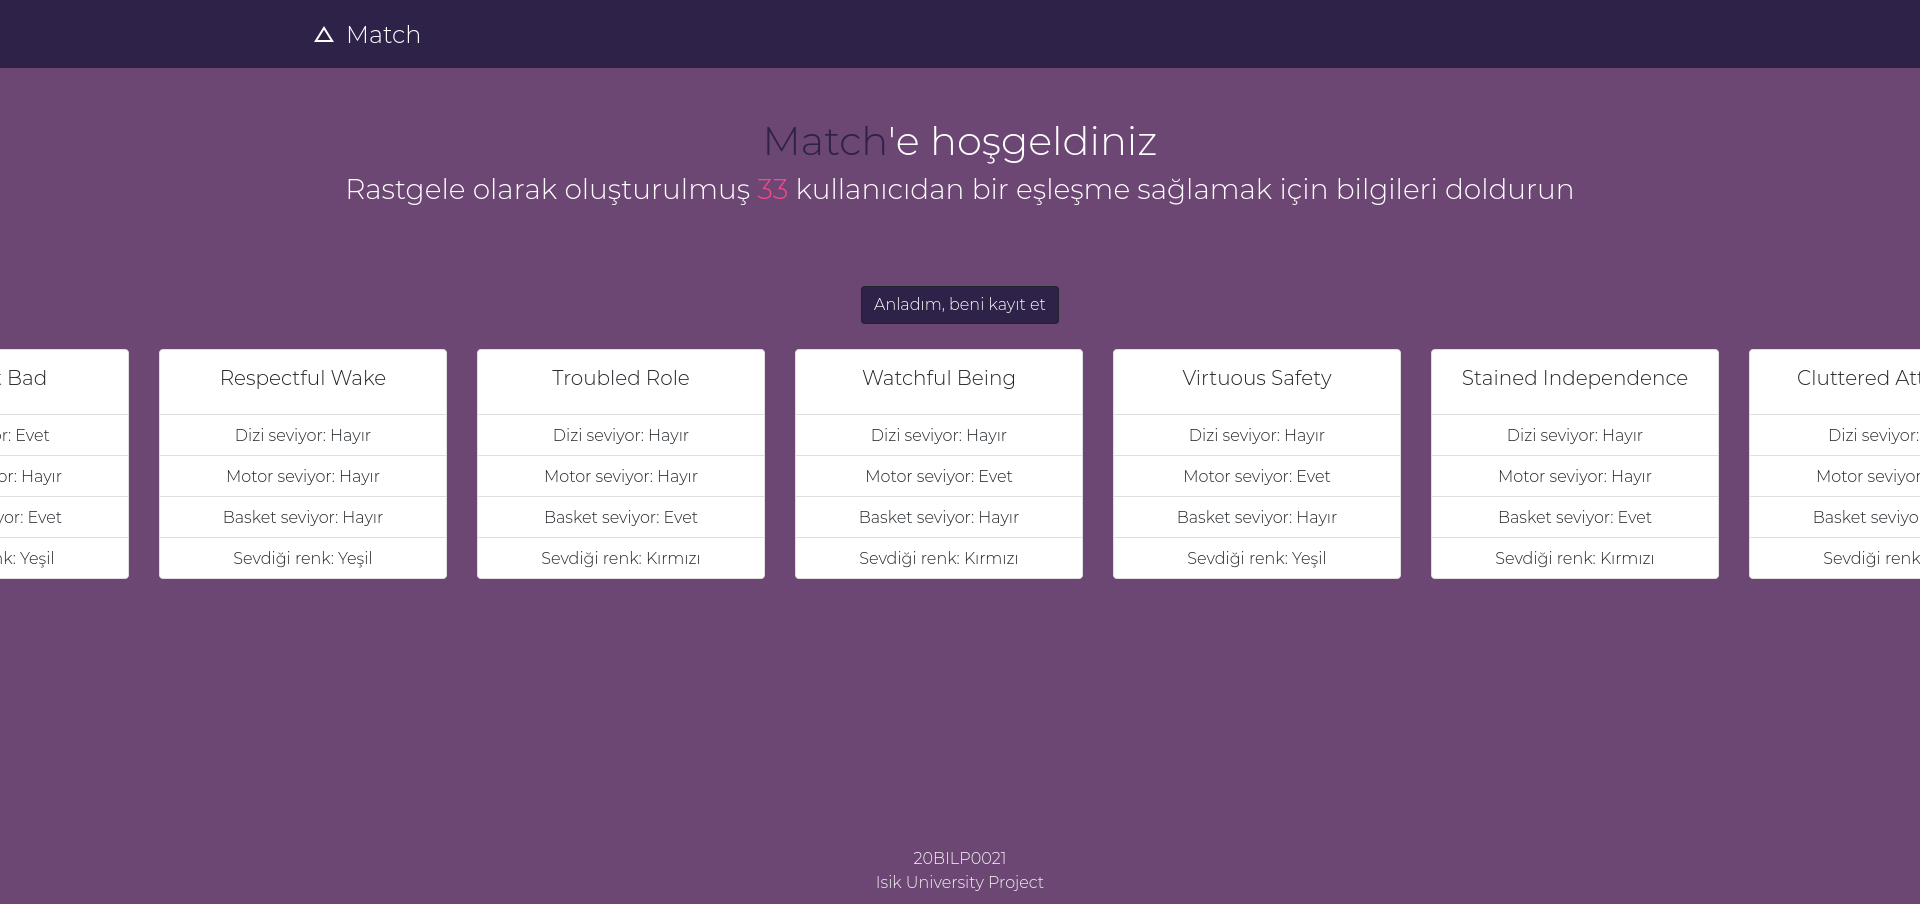 Match
Match'e hoşgeldiniz
Rastgele olarak oluşturulmuş 33 kullanıcıdan bir eşleşme sağlamak için bilgileri doldurun
Anladım, beni kayıt et
Bad
r: Evet
or: Hayır
yor: Evet
nk: Yeşil
Respectful Wake
Dizi seviyor: Hayır
Motor seviyor: Hayır
Basket seviyor: Hayır
Sevdiği renk: Yeşil
Troubled Role
Dizi seviyor: Hayır
Motor seviyor: Hayır
Basket seviyor: Evet
Sevdiği renk: Kırmızı
Watchful Being
Dizi seviyor: Hayır
Motor seviyor: Evet
Basket seviyor: Hayır
Sevdiği renk: Kırmızı
Virtuous Safety
Dizi seviyor: Hayır
Motor seviyor: Evet
Basket seviyor: Hayır
Sevdiği renk: Yeşil
Stained Independence
Dizi seviyor: Hayır
Motor seviyor: Hayır
Basket seviyor: Evet
Sevdiği renk: Kırmızı
Cluttered Att
Dizi seviyor:
Motor seviyor
Basket seviyo
Sevdiği renk
20BILP0021
Isik University Project